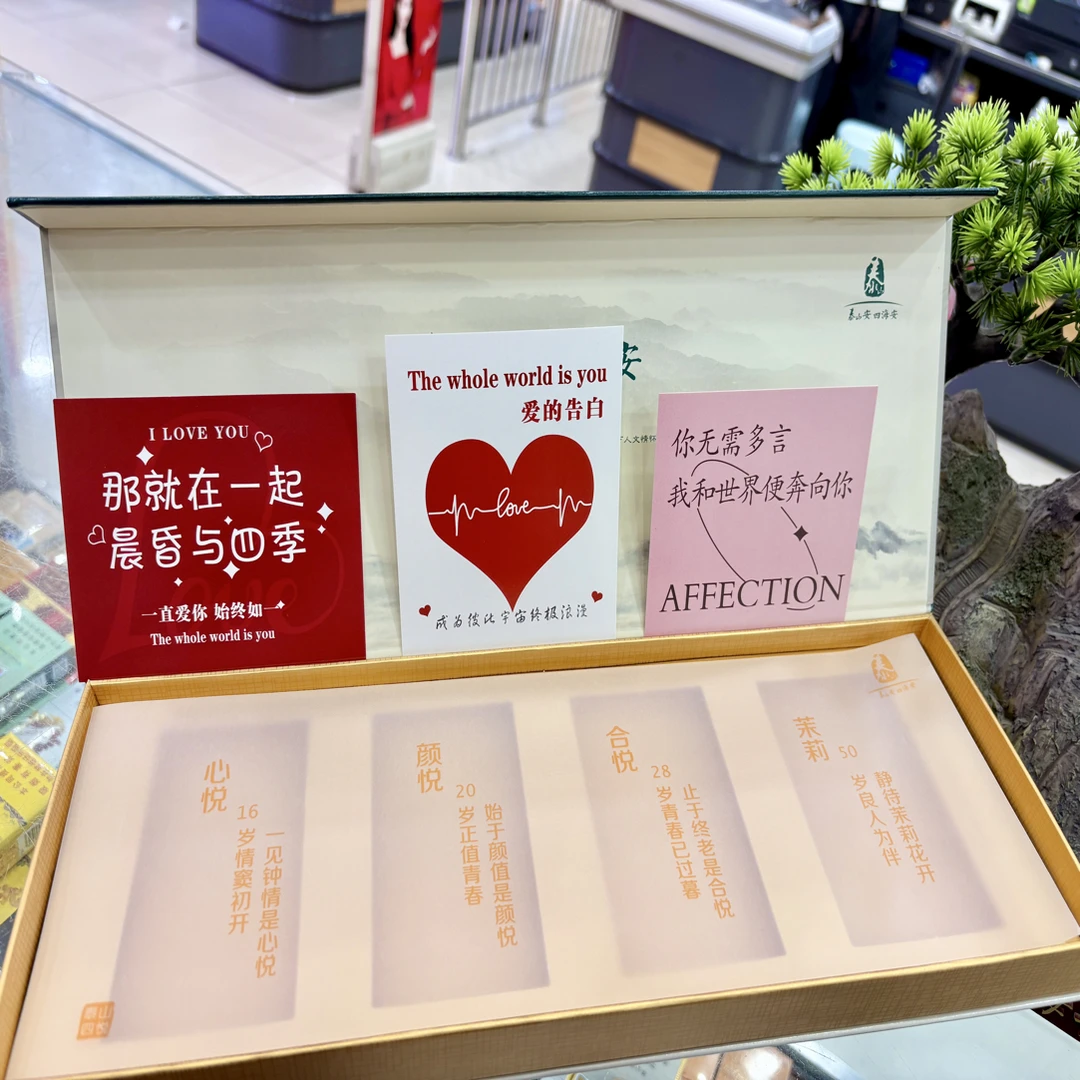 泰山安 四海安
安
人文情怀
I LOVE YOU
那就在一起
晨昏与四季
一直爱你 始终如一
The whole world is you
The whole world is you
爱的告白
love
成为彼此宇宙终极浪漫
你无需多言
我和世界便奔向你
AFFECTION
心悦
16
一见钟情是心悦
岁情窦初开
颜悦
20
始于颜值是颜悦
岁正值青春
合悦
28
止于终老是合悦
岁青春已过暮
茉莉
50
静待茉莉花开
岁良人为伴